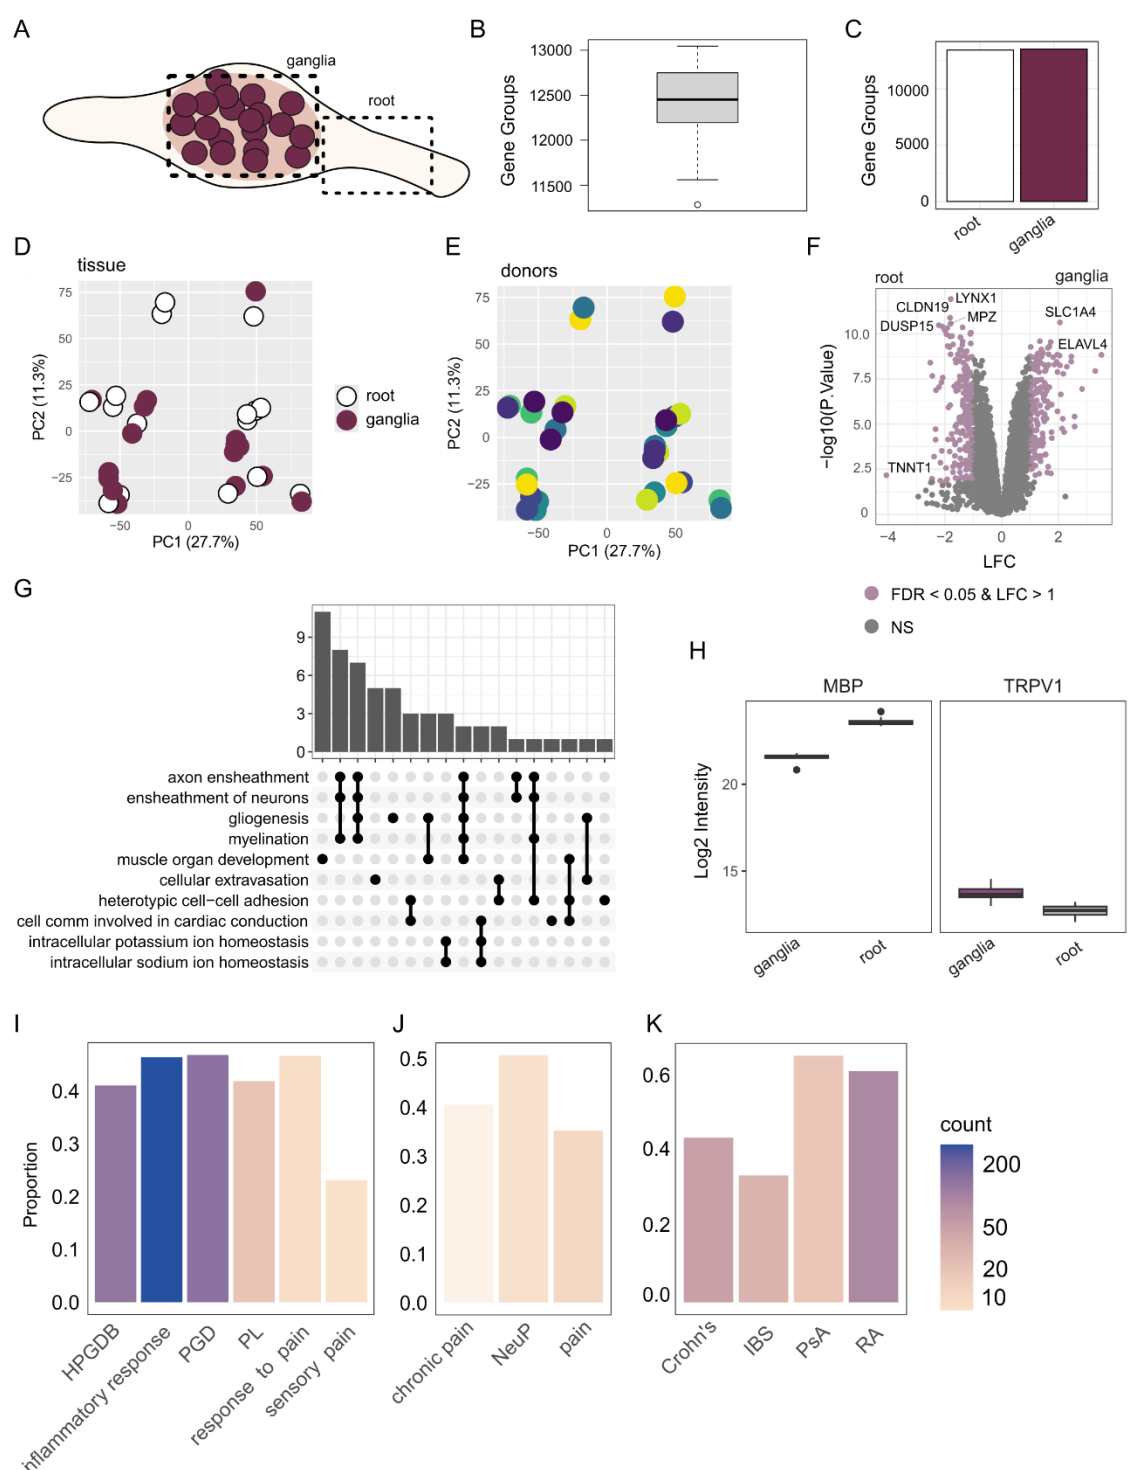 A
ganglia
root
B
Gene Groups
13000
12500
12000
11500
C
Gene Groups
10000
5000
0
root
ganglia
D
tissue
PC2 (11.3%)
75
50
25
0
−25
−50
0
50
PC1 (27.7%)
root
ganglia
E
donors
PC2 (11.3%)
75
50
25
0
−25
−50
0
50
PC1 (27.7%)
F
root
ganglia
−log10(P.Value)
10.0
7.5
5.0
2.5
0
LYNX1
CLDN19
MPZ
DUSP15
SLC1A4
ELAVL4
TNNT1
−4
−2
0
2
LFC
FDR < 0.05 & LFC > 1
NS
G
9
6
3
0
axon ensheathment
ensheathment of neurons
gliogenesis
myelination
muscle organ development
cellular extravasation
heterotypic cell−cell adhesion
cell comm involved in cardiac conduction
intracellular potassium ion homeostasis
intracellular sodium ion homeostasis
H
MBP
TRPV1
Log2 Intensity
20
15
ganglia
root
ganglia
root
I
Proportion
0.4
0.3
0.2
0.1
0.0
HPGDB
inflammatory response
PGD
PL
response to pain
sensory pain
J
0.5
0.4
0.3
0.2
0.1
0.0
chronic pain
NeuP
pain
K
0.6
0.4
0.2
0.0
Crohn's
IBS
PsA
RA
count
200
50
20
10